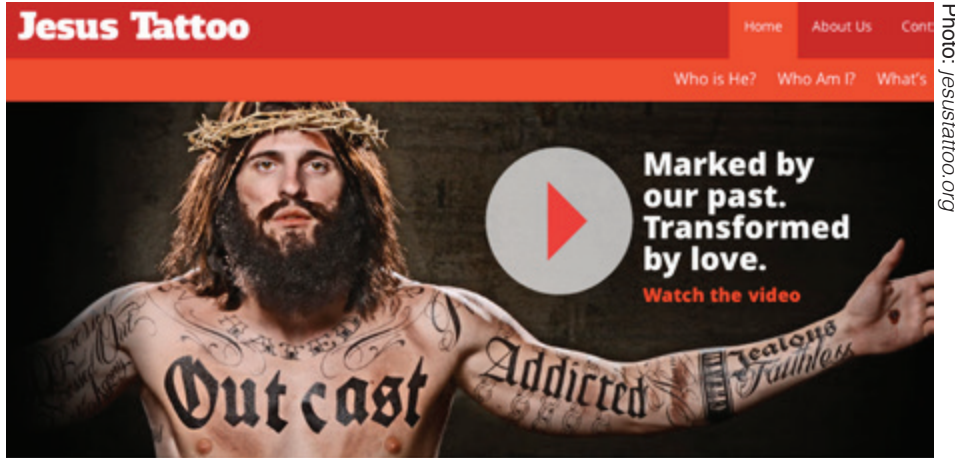 Jesus Tattoo
Home About Us Cont
Who is He? Who Am I? What's
Marked by
our past.
Transformed
by love.
Watch the video
Outcast
Addicted
Jealous
Faithless
Photo: jesustattoo.org